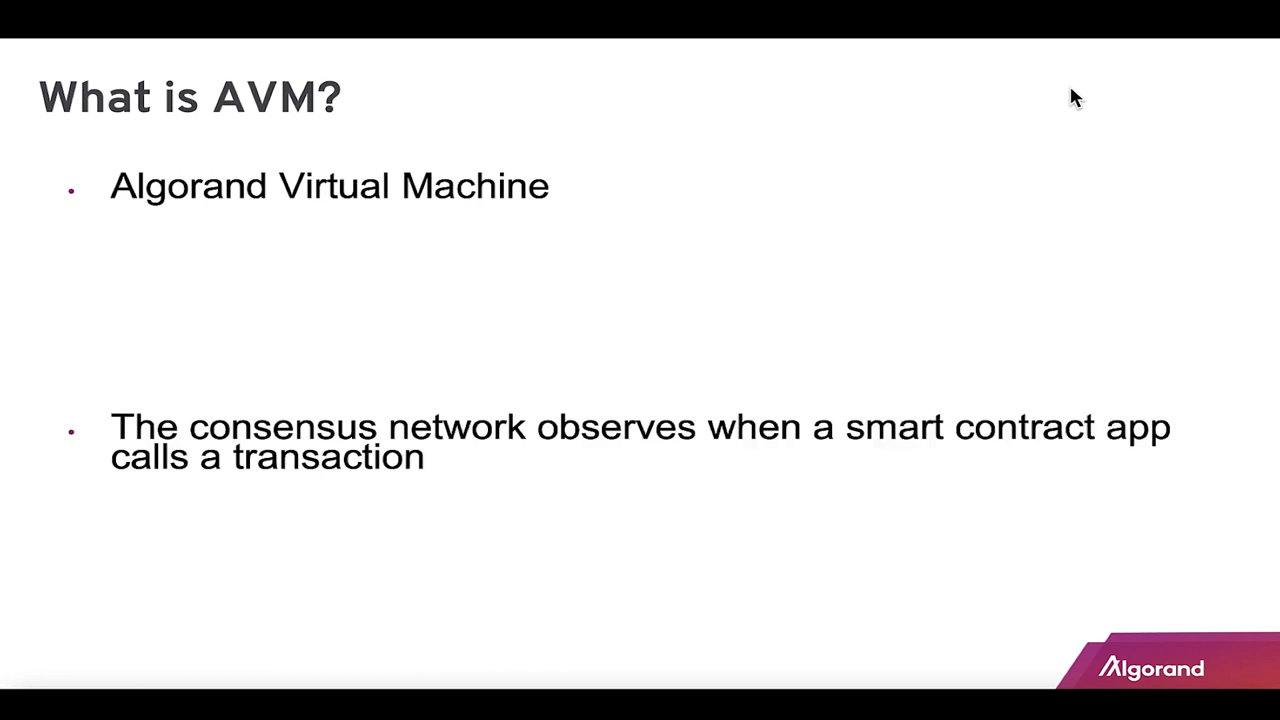 What is AVM?
• Algorand Virtual Machine
• The consensus network observes when a smart contract app
calls a transaction
Algorand